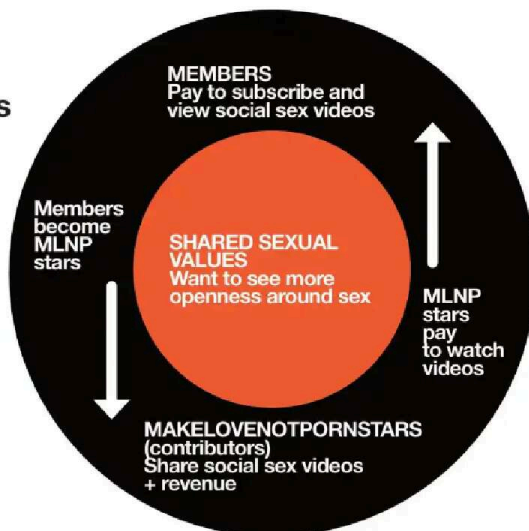 s
MEMBERS
Pay to subscribe and
view social sex videos
Members
become
MLNP
stars
SHARED SEXUAL
VALUES
Want to see more
openness around sex
MLNP
stars
pay
to watch
videos
MAKELOVENOTPORNSTARS
(contributors)
Share social sex videos
+ revenue